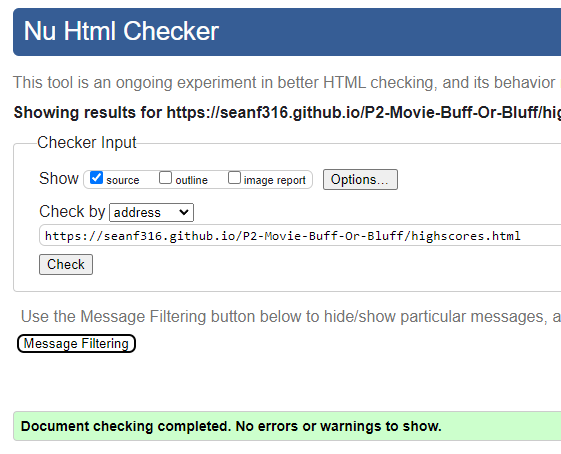 Nu Html Checker
This tool is an ongoing experiment in better HTML checking, and its behavior
Showing results for https://seanf316.github.io/P2-Movie-Buff-Or-Bluff/hig
Checker Input
Show source outline image report Options...
Check by address
https://seanf316.github.io/P2-Movie-Buff-Or-Bluff/highscores.html
Check
Use the Message Filtering button below to hide/show particular messages, a
Message Filtering
Document checking completed. No errors or warnings to show.